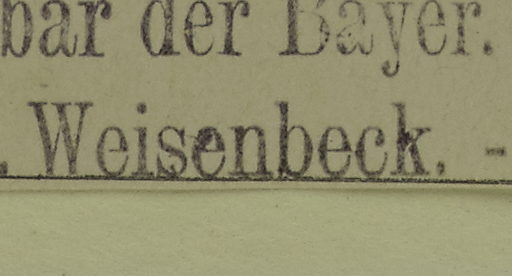 bar der Bayer.
. Weisenbeck. -